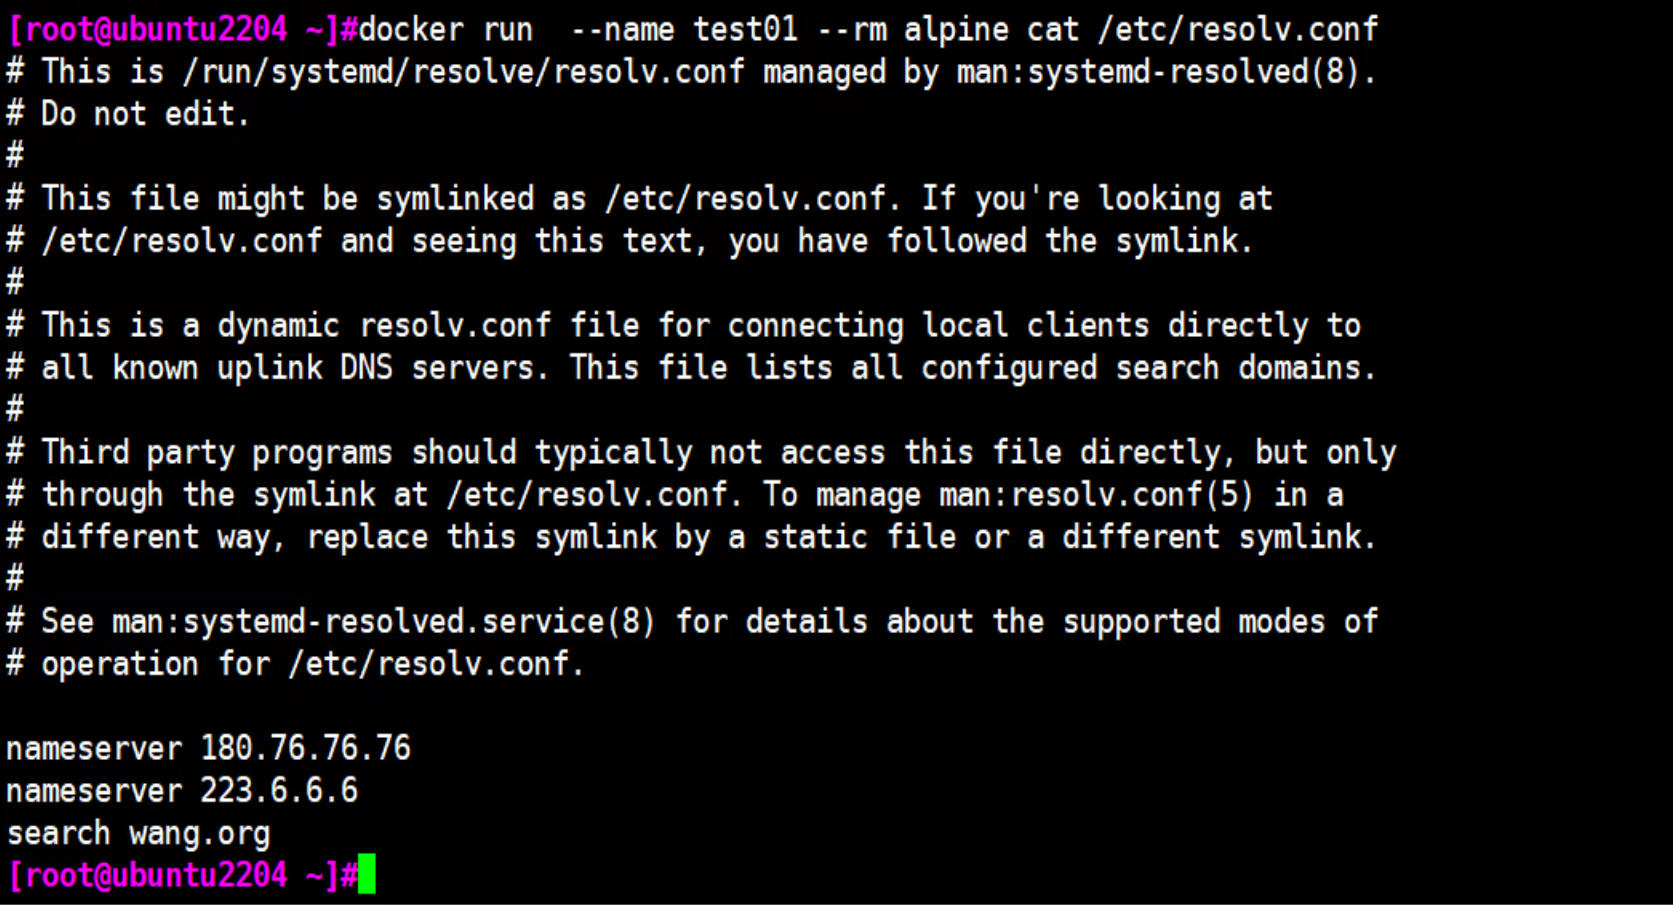 [root@ubuntu2204 ~]#docker run  --name test01 --rm alpine cat /etc/resolv.conf
# This is /run/systemd/resolve/resolv.conf managed by man:systemd-resolved(8).
# Do not edit.
#
# This file might be symlinked as /etc/resolv.conf. If you're looking at
# /etc/resolv.conf and seeing this text, you have followed the symlink.
#
# This is a dynamic resolv.conf file for connecting local clients directly to
# all known uplink DNS servers. This file lists all configured search domains.
#
# Third party programs should typically not access this file directly, but only
# through the symlink at /etc/resolv.conf. To manage man:resolv.conf(5) in a
# different way, replace this symlink by a static file or a different symlink.
#
# See man:systemd-resolved.service(8) for details about the supported modes of
# operation for /etc/resolv.conf.

nameserver 180.76.76.76
nameserver 223.6.6.6
search wang.org
[root@ubuntu2204 ~]#